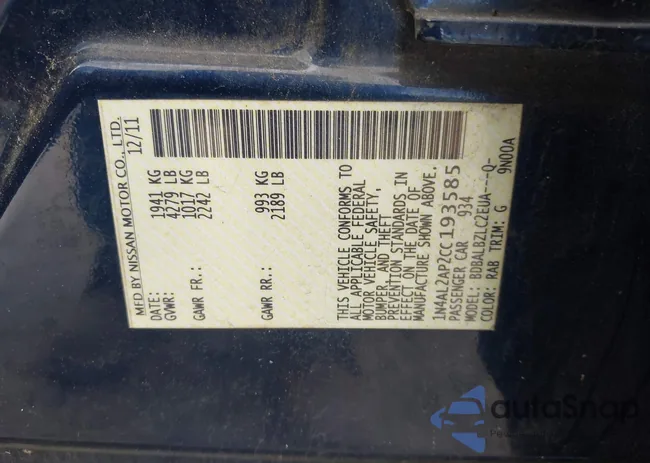 MFD BY NISSAN MOTOR CO., LTD.
DATE: 12/11
GVWR: 1941 KG
4279 LB
GAWR FR.: 1017 KG
2242 LB
GAWR RR.: 993 KG
2189 LB
THIS VEHICLE CONFORMS TO
ALL APPLICABLE FEDERAL
MOTOR VEHICLE SAFETY,
BUMPER, AND THEFT
PREVENTION STANDARDS IN
EFFECT ON THE DATE OF
MANUFACTURE SHOWN ABOVE.
1N4AL2AP2CC193585
PASSENGER CAR 934
MODEL: BDBALBZLC2EUA---Q-
COLOR: RAB TRIM: G 9N00A
autoSnap